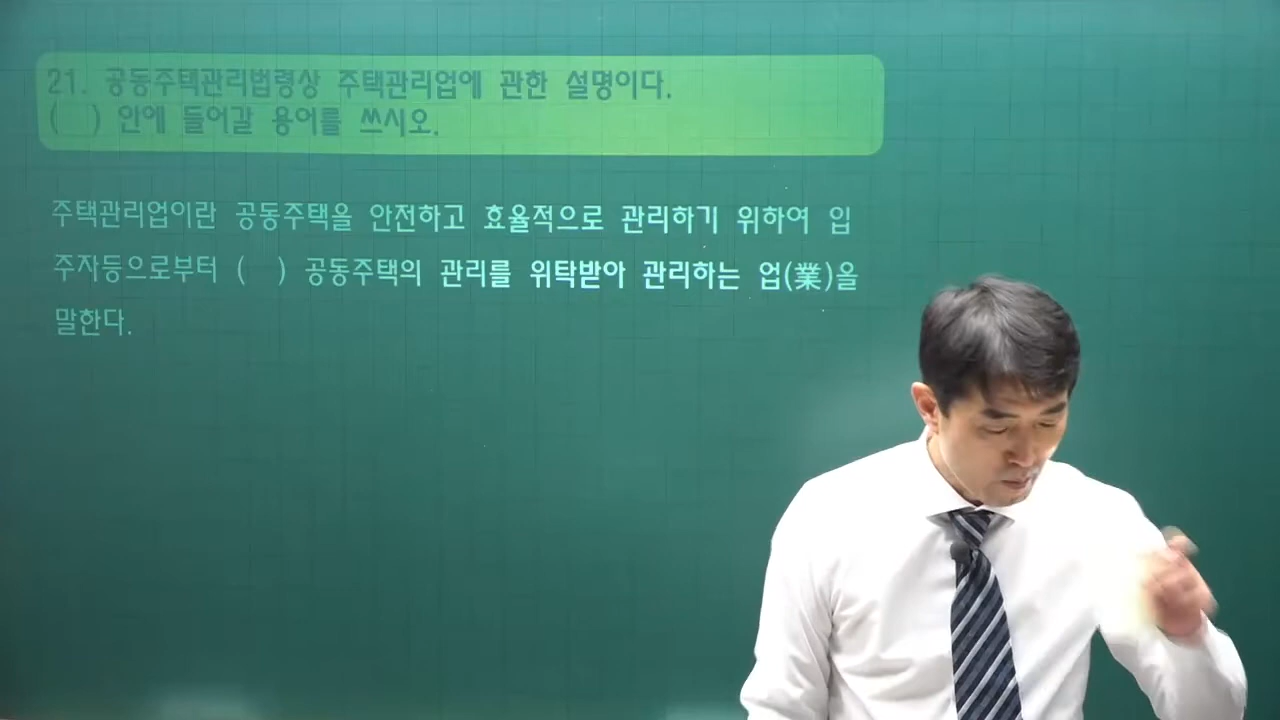 21. 공동주택관리법령상 주택관리업에 관한 설명이다.
(  ) 안에 들어갈 용어를 쓰시오.
주택관리업이란 공동주택을 안전하고 효율적으로 관리하기 위하여 입
주자등으로부터 (  ) 공동주택의 관리를 위탁받아 관리하는 업(業)을
말한다.